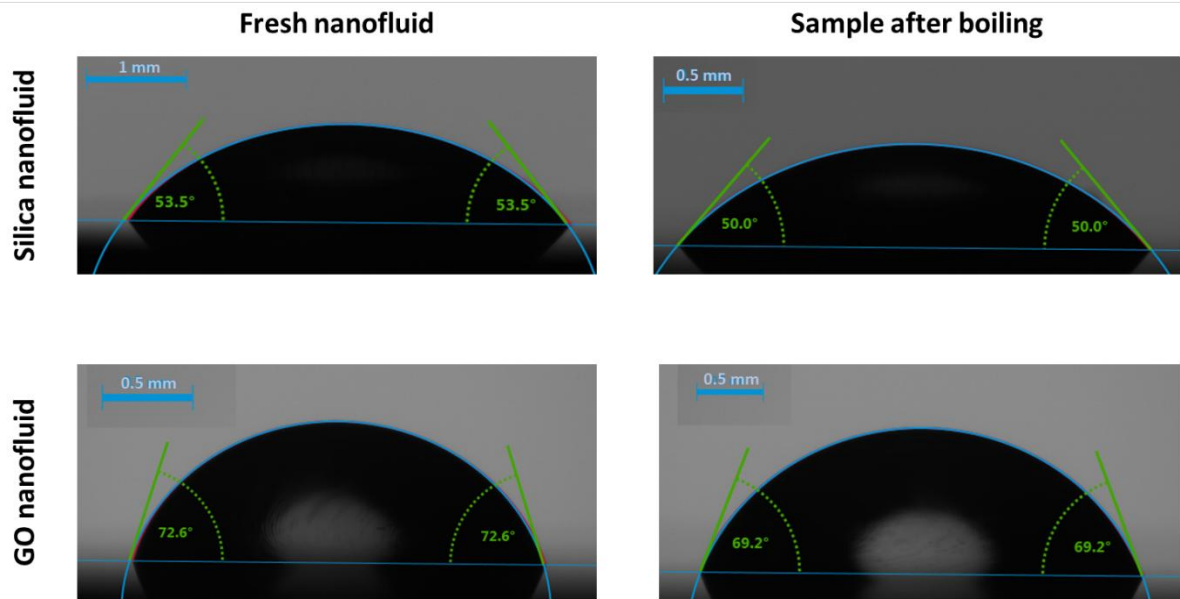 Fresh nanofluid
Sample after boiling
Silica nanofluid
1 mm
53.5°
53.5°
0.5 mm
50.0°
50.0°
GO nanofluid
0.5 mm
72.6°
72.6°
0.5 mm
69.2°
69.2°